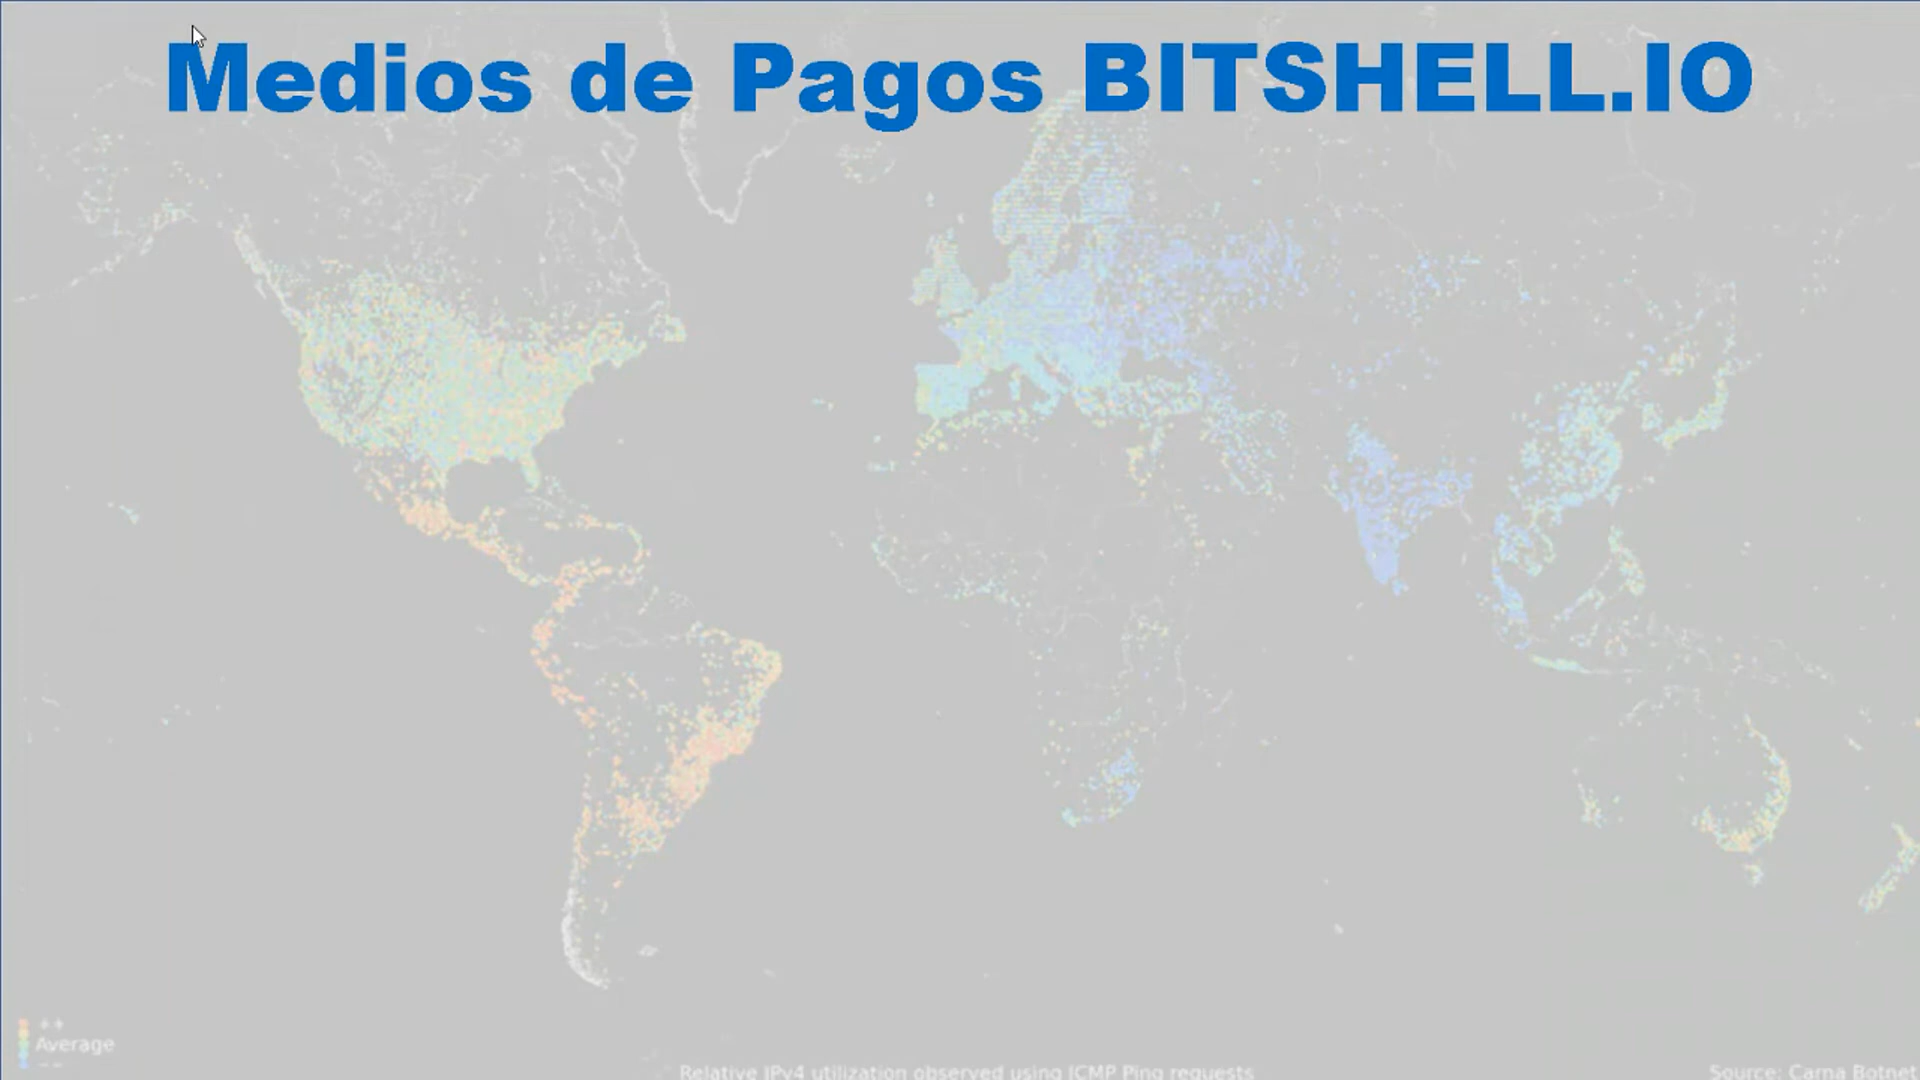 Medios de Pagos BITSHELL.IO
++
Average
--
Relative IPv4 utilization observed using ICMP Ping requests
Source: Carna Botnet